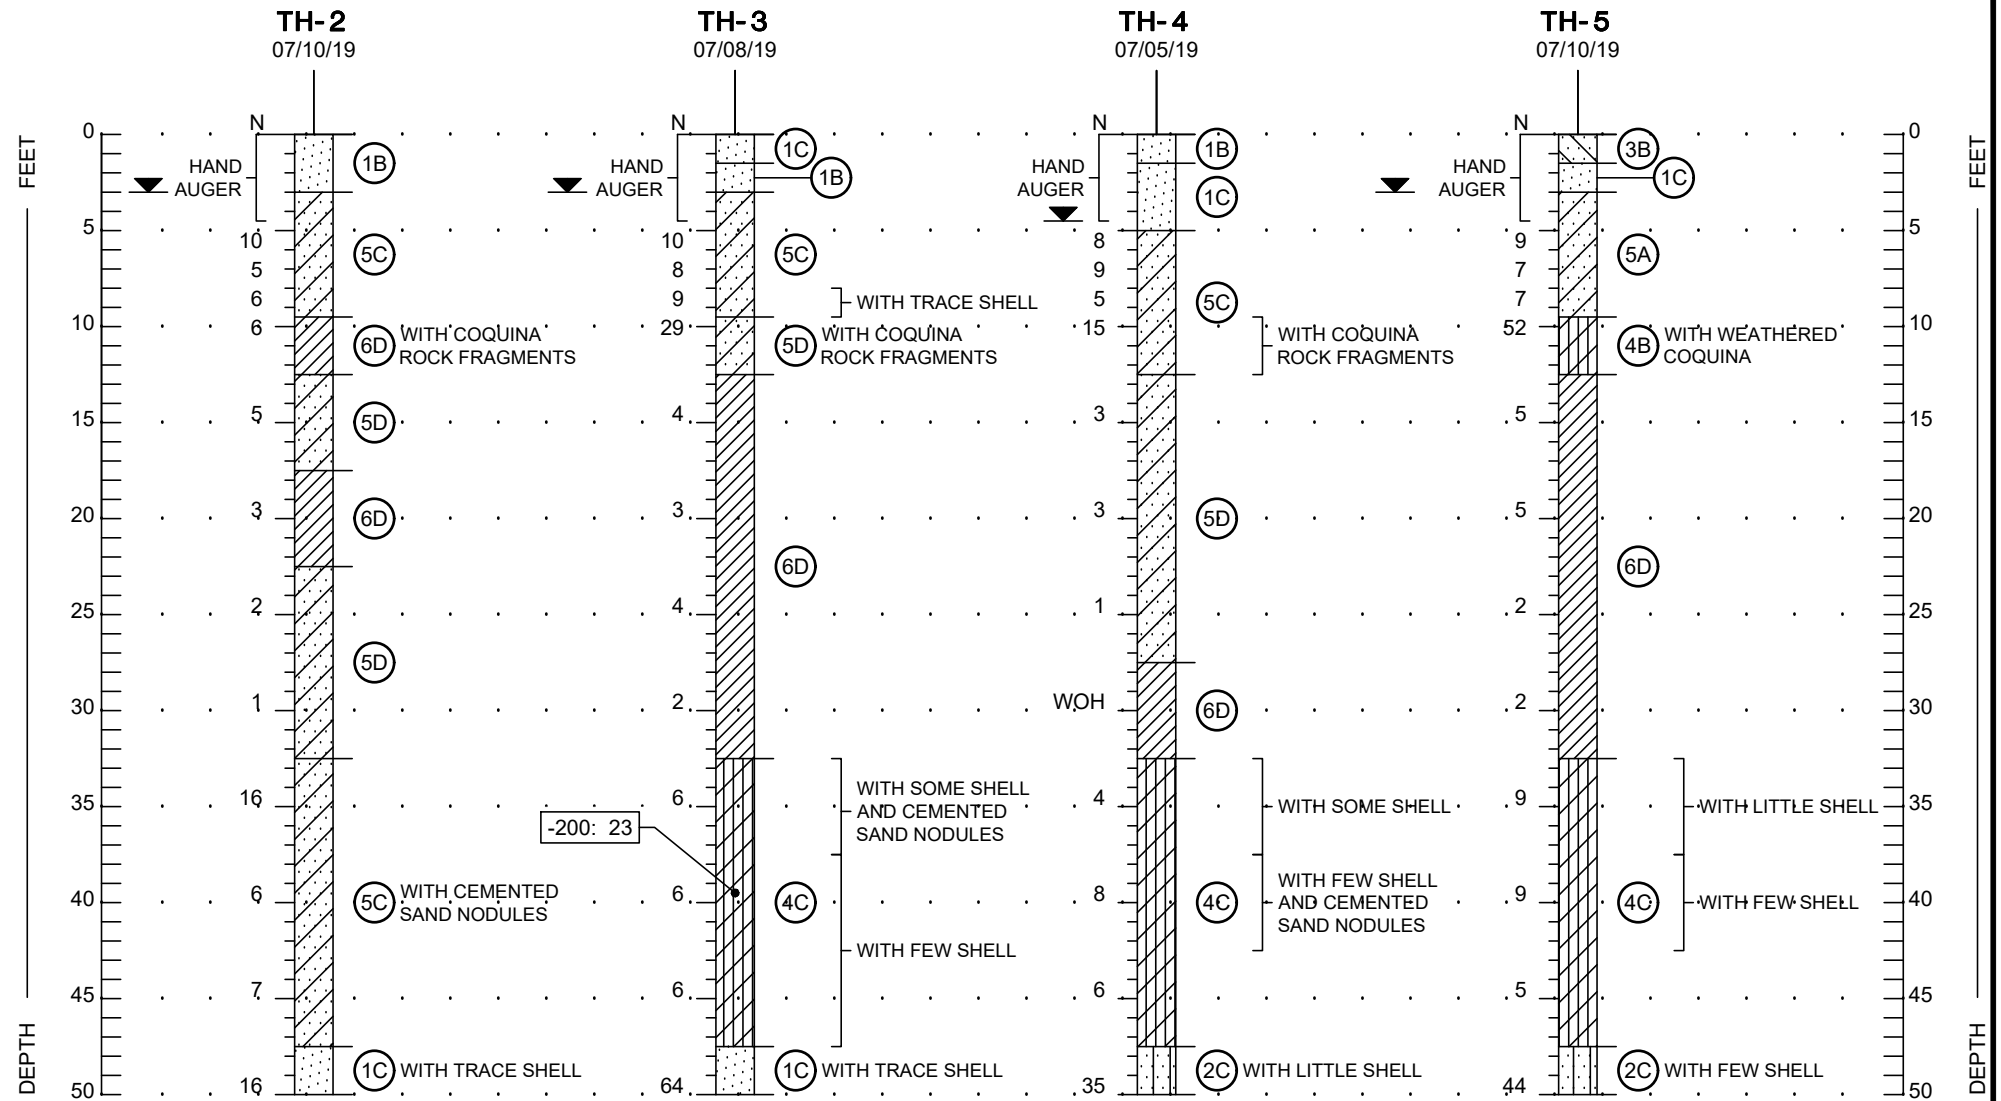 TH-2
07/10/19
TH-3
07/08/19
TH-4
07/05/19
TH-5
07/10/19
FEET
DEPTH
0
5
10
15
20
25
30
35
40
45
50
N
HAND
AUGER
10
5
6
6
5
3
2
1
16
6
7
16
1B
5C
6D WITH COQUINA
ROCK FRAGMENTS
5D
6D
5D
5C WITH CEMENTED
SAND NODULES
1C WITH TRACE SHELL
N
HAND
AUGER
10
8
9
29
4
3
4
2
6
6
6
64
-200: 23
1C
1B
5C
WITH TRACE SHELL
5D WITH COQUINA
ROCK FRAGMENTS
6D
WITH SOME SHELL
AND CEMENTED
SAND NODULES
4C
WITH FEW SHELL
1C WITH TRACE SHELL
N
HAND
AUGER
8
9
5
15
3
3
1
WOH
4
8
6
35
1B
1C
5C
WITH COQUINA
ROCK FRAGMENTS
5D
6D
WITH SOME SHELL
4C
WITH FEW SHELL
AND CEMENTED
SAND NODULES
2C WITH LITTLE SHELL
N
HAND
AUGER
9
7
7
52
5
5
2
2
9
9
5
44
3B
1C
5A
4B WITH WEATHERED
COQUINA
6D
WITH LITTLE SHELL
4C
WITH FEW SHELL
2C WITH FEW SHELL
0
5
10
15
20
25
30
35
40
45
50
FEET
DEPTH